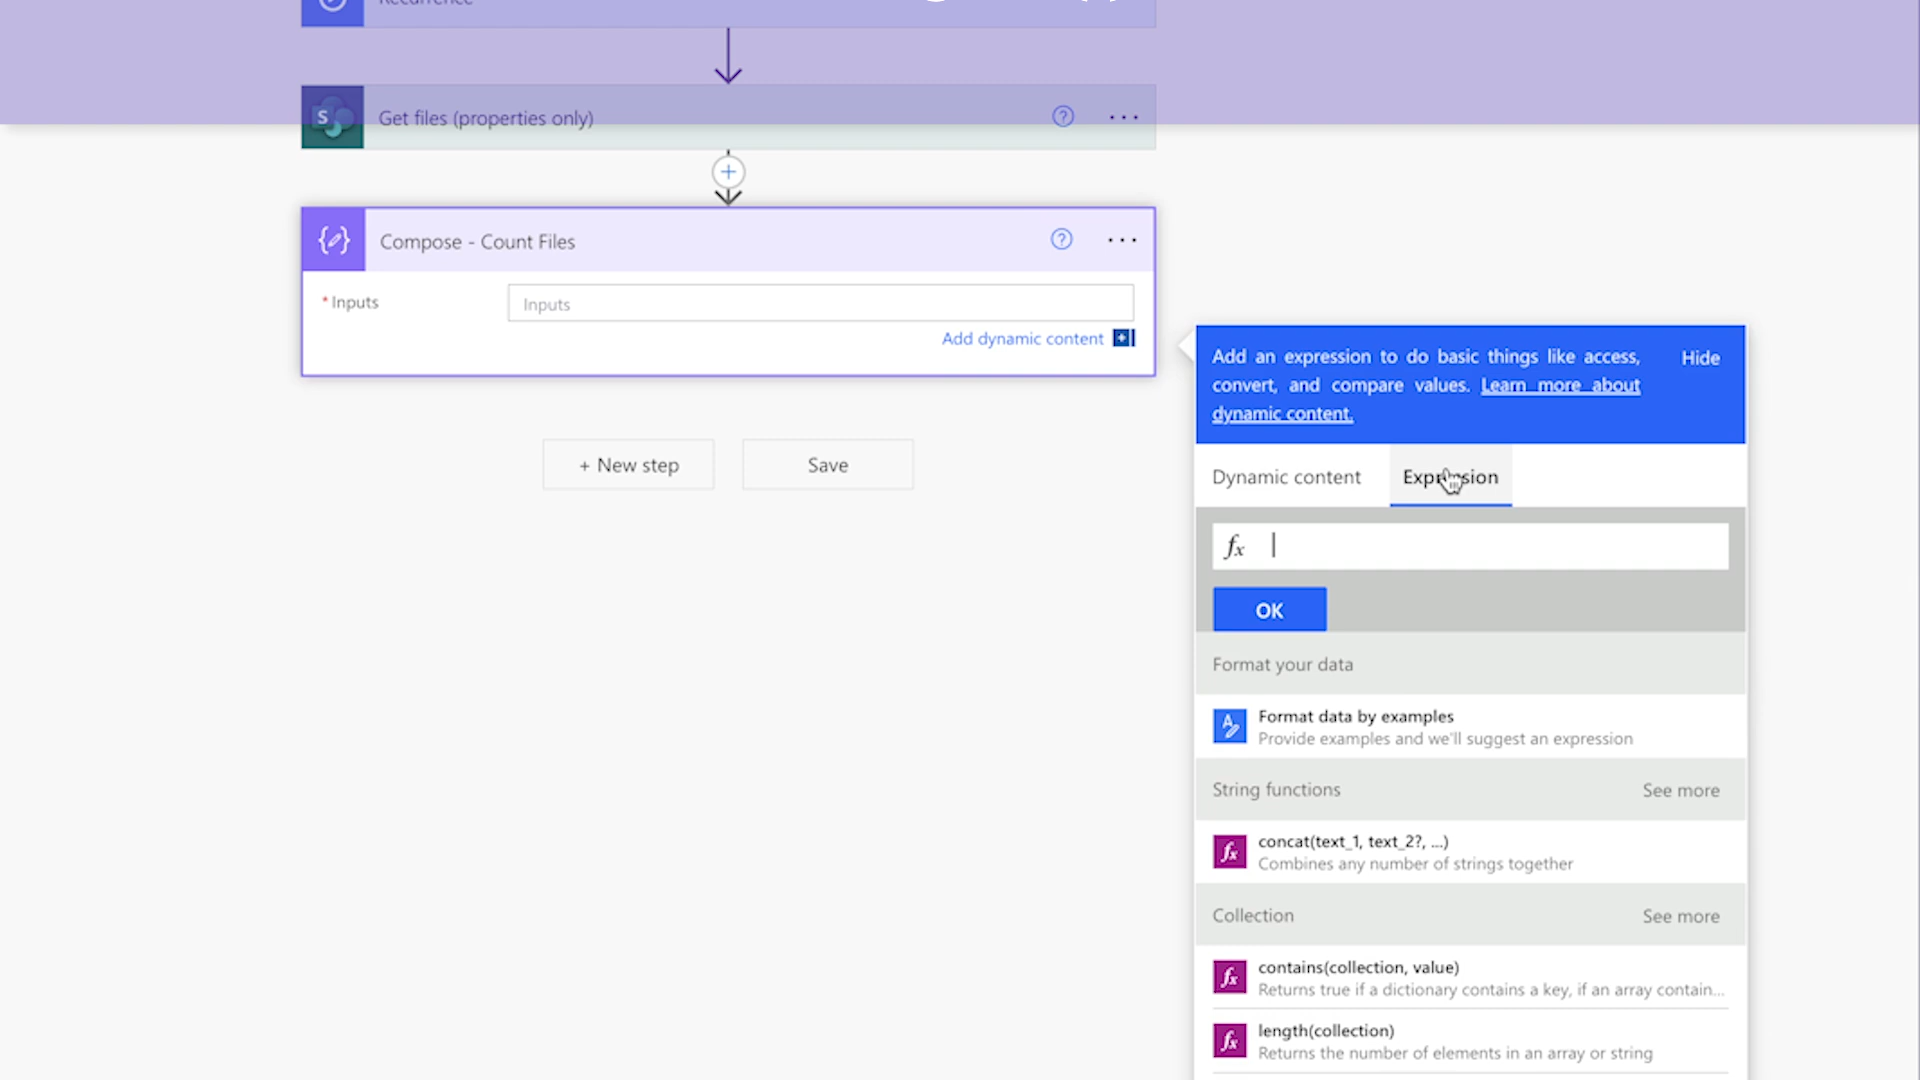 Recurrence
Get files (properties only)
Compose - Count Files
* Inputs
Inputs
Add dynamic content
+ New step
Save
Add an expression to do basic things like access,
convert, and compare values. Learn more about
dynamic content.
Hide
Dynamic content
Expression
fx
OK
Format your data
Format data by examples
Provide examples and we'll suggest an expression
String functions
See more
fx
concat(text_1, text_2?, ...)
Combines any number of strings together
Collection
See more
fx
contains(collection, value)
Returns true if a dictionary contains a key, if an array contain...
fx
length(collection)
Returns the number of elements in an array or string